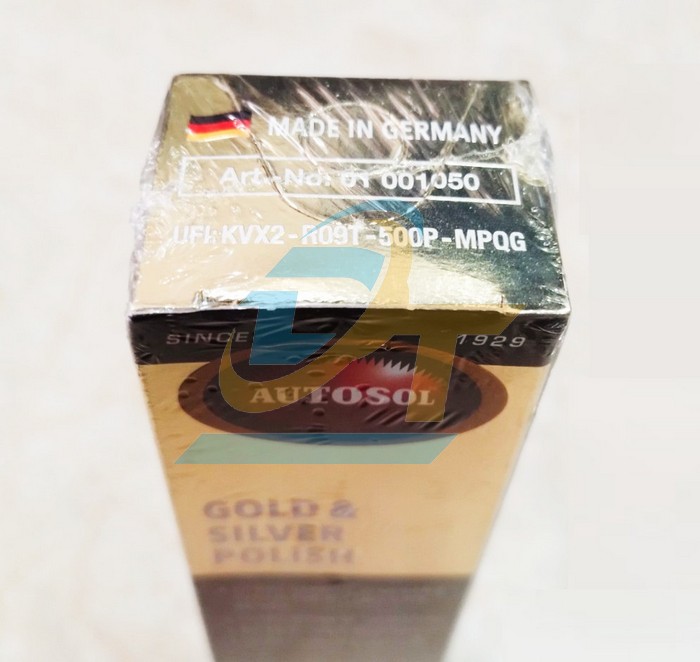 MADE IN GERMANY
Art.-No: 01 001050
UFI: KVX2-R09T-500P-MPQG
SINCE 1929
AUTOSOL
GOLD &
SILVER
POLISH